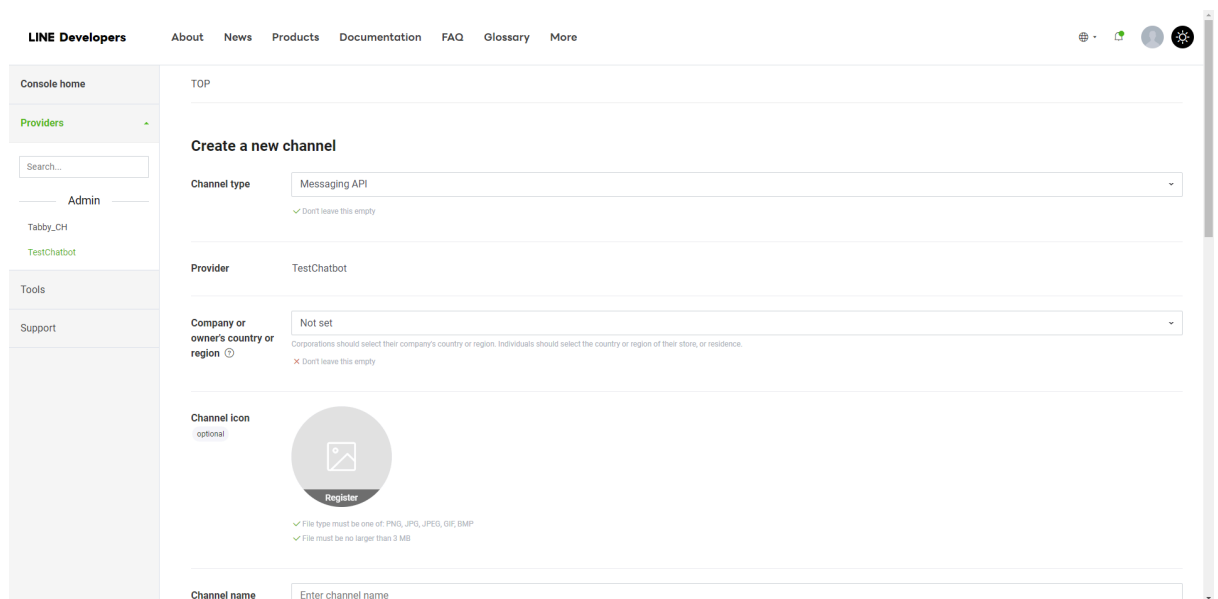 LINE Developers About News Products Documentation FAQ Glossary More
Console home
Providers
Search...
Admin
Tabby_CH
TestChatbot
Tools
Support
TOP
Create a new channel
Channel type Messaging API
Don't leave this empty
Provider TestChatbot
Company or owner's country or region Not set
Corporations should select their company's country or region. Individuals should select the country or region of their store, or residence.
Don't leave this empty
Channel icon
optional
Register
File type must be one of: PNG, JPG, JPEG, GIF, BMP
File must be no larger than 3 MB
Channel name Enter channel name